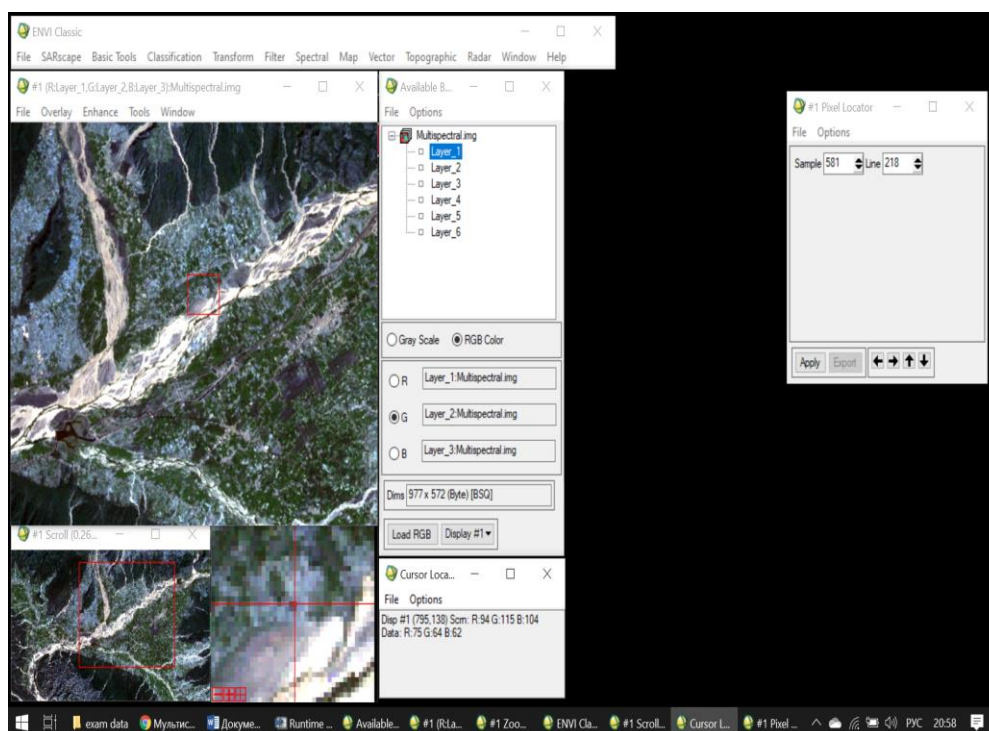 ENVI Classic
File SARscape Basic Tools Classification Transform Filter Spectral Map Vector Topographic Radar Window Help
#1 (R:Layer_1,G:Layer_2,B:Layer_3):Multispectral.img
File Overlay Enhance Tools Window
Available B...
File Options
Multispectral.img
Layer_1
Layer_2
Layer_3
Layer_4
Layer_5
Layer_6
Gray Scale RGB Color
R Layer_1:Multispectral.img
G Layer_2:Multispectral.img
B Layer_3:Multispectral.img
Dims 977 x 572 (Byte) [BSQ]
Load RGB Display #1
#1 Pixel Locator
File Options
Sample 581 Line 218
Apply Export
#1 Scroll (0.26...
Cursor Loca...
File Options
Disp #1 (795,138) Scrn: R:94 G:115 B:104
Data: R:75 G:64 B:62
exam data Мультис... Докуме... Runtime ... Available... #1 (R:La... #1 Zoo... ENVI Cla... #1 Scroll... Cursor L... #1 Pixel ... РУС 20:58